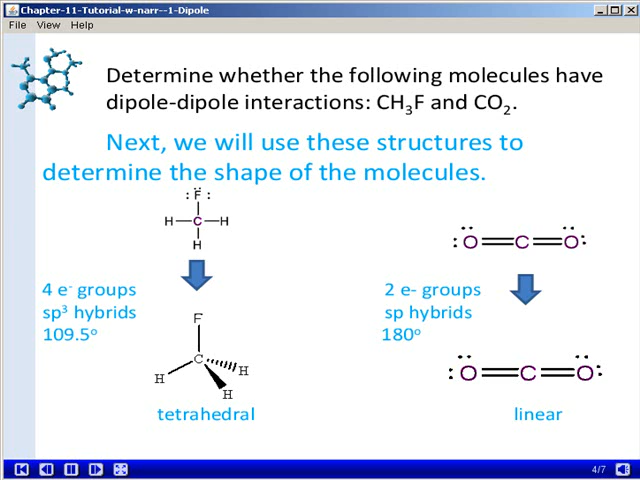 Chapter-11-Tutorial-w-narr--1-Dipole
File View Help
Determine whether the following molecules have
dipole-dipole interactions: CH3F and CO2.
Next, we will use these structures to
determine the shape of the molecules.
F
H C H
H
O C O
4 e- groups
sp3 hybrids
109.5o
2 e- groups
sp hybrids
180o
F
C
H H
H
O C O
tetrahedral
linear
4/7